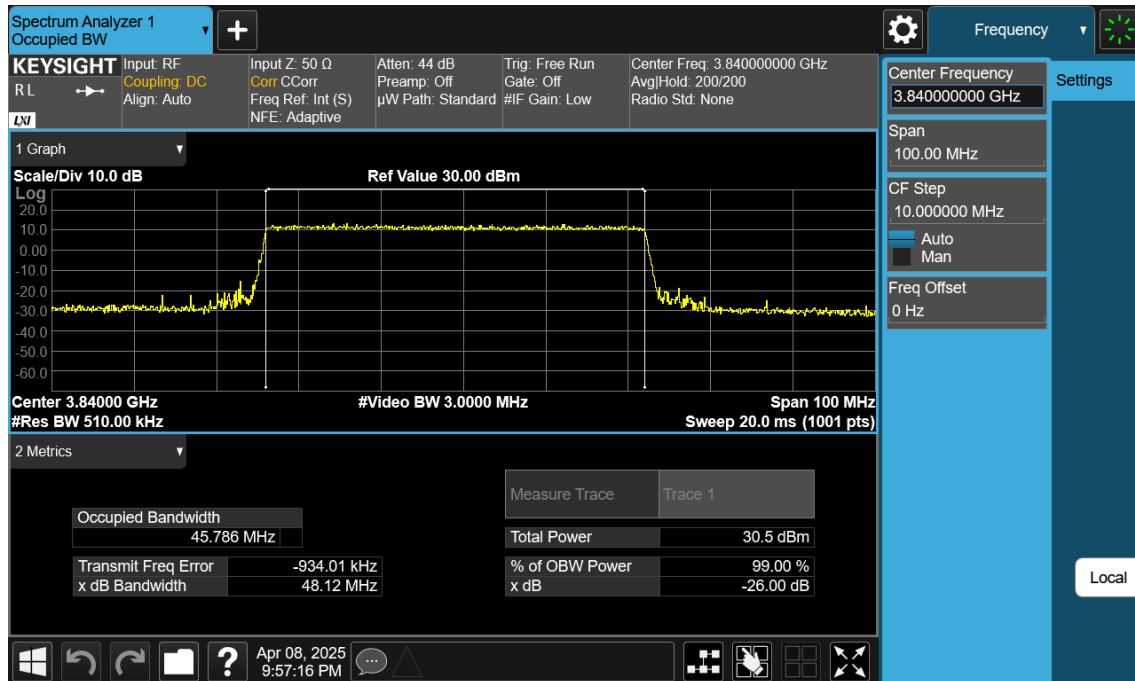 Spectrum Analyzer 1
Occupied BW
+
Frequency
KEYSIGHT
RL
LXI
Input: RF
Coupling: DC
Align: Auto
Input Z: 50 Ω
Corr CCorr
Freq Ref: Int (S)
NFE: Adaptive
Atten: 44 dB
Preamp: Off
µW Path: Standard
Trig: Free Run
Gate: Off
#IF Gain: Low
Center Freq: 3.840000000 GHz
Avg|Hold: 200/200
Radio Std: None
Center Frequency
3.840000000 GHz
Settings
Span
100.00 MHz
CF Step
10.000000 MHz
Auto
Man
Freq Offset
0 Hz
Local
1 Graph
Scale/Div 10.0 dB
Ref Value 30.00 dBm
Log
20.0
10.0
0.00
-10.0
-20.0
-30.0
-40.0
-50.0
-60.0
Center 3.84000 GHz
#Video BW 3.0000 MHz
Span 100 MHz
#Res BW 510.00 kHz
Sweep 20.0 ms (1001 pts)
2 Metrics
Measure Trace Trace 1
Occupied Bandwidth
45.786 MHz
Total Power 30.5 dBm
Transmit Freq Error -934.01 kHz
% of OBW Power 99.00 %
x dB Bandwidth 48.12 MHz
x dB -26.00 dB
?
Apr 08, 2025
9:57:16 PM